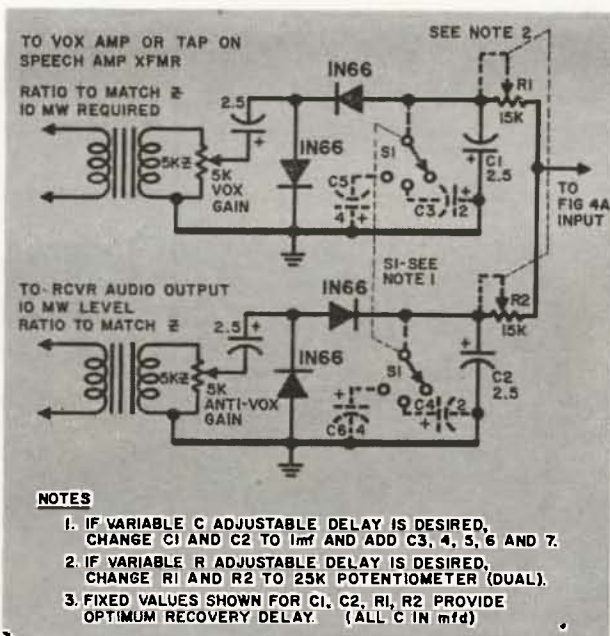 TO VOX AMP OR TAP ON
SPEECH AMP XFMR
RATIO TO MATCH Z
10 MW REQUIRED
SEE NOTE 2
IN66
R1
15K
2.5
+
IN66
5KZ
5K
VOX
GAIN
S1
C5
4
+
C3
+
2
+
C1
2.5
TO
FIG 4A
INPUT
S1-SEE
NOTE 1
TO RCVR AUDIO OUTPUT
10 MW LEVEL
RATIO TO MATCH Z
IN66
R2
15K
2.5
+
IN66
5KZ
5K
ANTI-VOX
GAIN
S1
+
C6
4
C4
+
2
+
C2
2.5
NOTES
1. IF VARIABLE C ADJUSTABLE DELAY IS DESIRED,
CHANGE C1 AND C2 TO 1mf AND ADD C3, 4, 5, 6 AND 7.
2. IF VARIABLE R ADJUSTABLE DELAY IS DESIRED,
CHANGE R1 AND R2 TO 25K POTENTIOMETER (DUAL).
3. FIXED VALUES SHOWN FOR C1, C2, R1, R2 PROVIDE
OPTIMUM RECOVERY DELAY. (ALL C IN mfd)